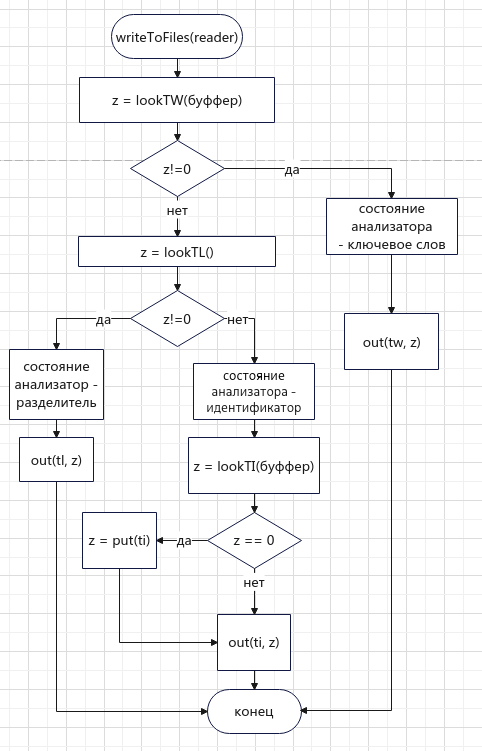 writeToFiles(reader)
z = lookTW(буффер)
z!=0
да
нет
состояние
анализатора
- ключевое слов
z = lookTL()
z!=0
да
нет
out(tw, z)
состояние
анализатор -
разделитель
состояние
анализатора -
идентификатор
out(tl, z)
z = lookTI(буффер)
z = put(ti)
да
z == 0
нет
out(ti, z)
конец